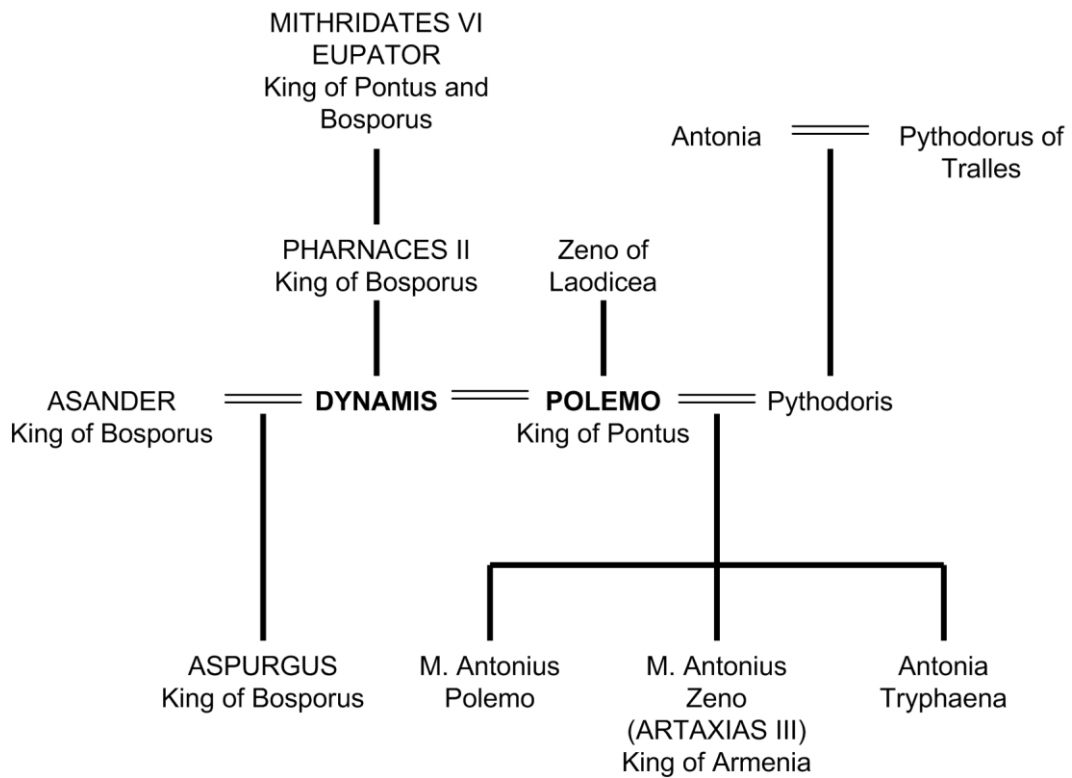 MITHRIDATES VI
EUPATOR
King of Pontus and
Bosporus
Antonia
Pythodorus of
Tralles
PHARNACES II
King of Bosporus
Zeno of
Laodicea
ASANDER
King of Bosporus
DYNAMIS
POLEMO
King of Pontus
Pythodoris
ASPURGUS
King of Bosporus
M. Antonius
Polemo
M. Antonius
Zeno
(ARTAXIAS III)
King of Armenia
Antonia
Tryphaena